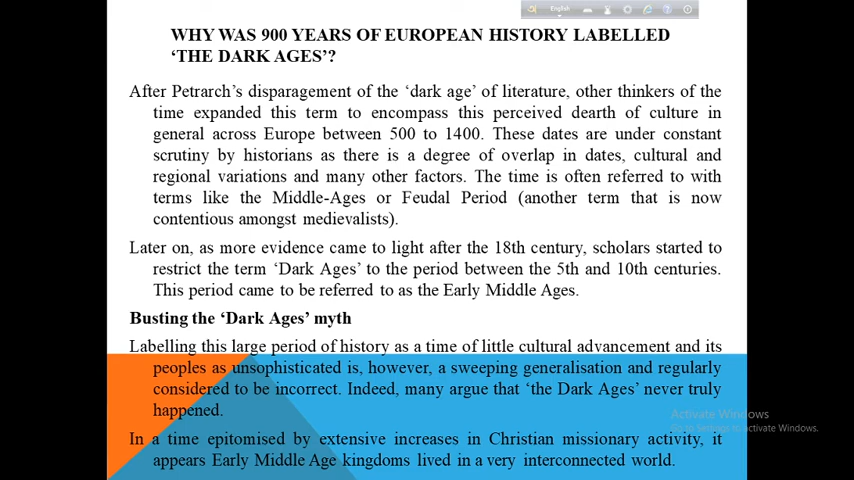 English
WHY WAS 900 YEARS OF EUROPEAN HISTORY LABELLED
‘THE DARK AGES’?
After Petrarch’s disparagement of the ‘dark age’ of literature, other thinkers of the
time expanded this term to encompass this perceived dearth of culture in
general across Europe between 500 to 1400. These dates are under constant
scrutiny by historians as there is a degree of overlap in dates, cultural and
regional variations and many other factors. The time is often referred to with
terms like the Middle-Ages or Feudal Period (another term that is now
contentious amongst medievalists).
Later on, as more evidence came to light after the 18th century, scholars started to
restrict the term ‘Dark Ages’ to the period between the 5th and 10th centuries.
This period came to be referred to as the Early Middle Ages.
Busting the ‘Dark Ages’ myth
Labelling this large period of history as a time of little cultural advancement and its
peoples as unsophisticated is, however, a sweeping generalisation and regularly
considered to be incorrect. Indeed, many argue that ‘the Dark Ages’ never truly
happened.
In a time epitomised by extensive increases in Christian missionary activity, it
appears Early Middle Age kingdoms lived in a very interconnected world.
Activate Windows
Go to Settings to activate Windows.